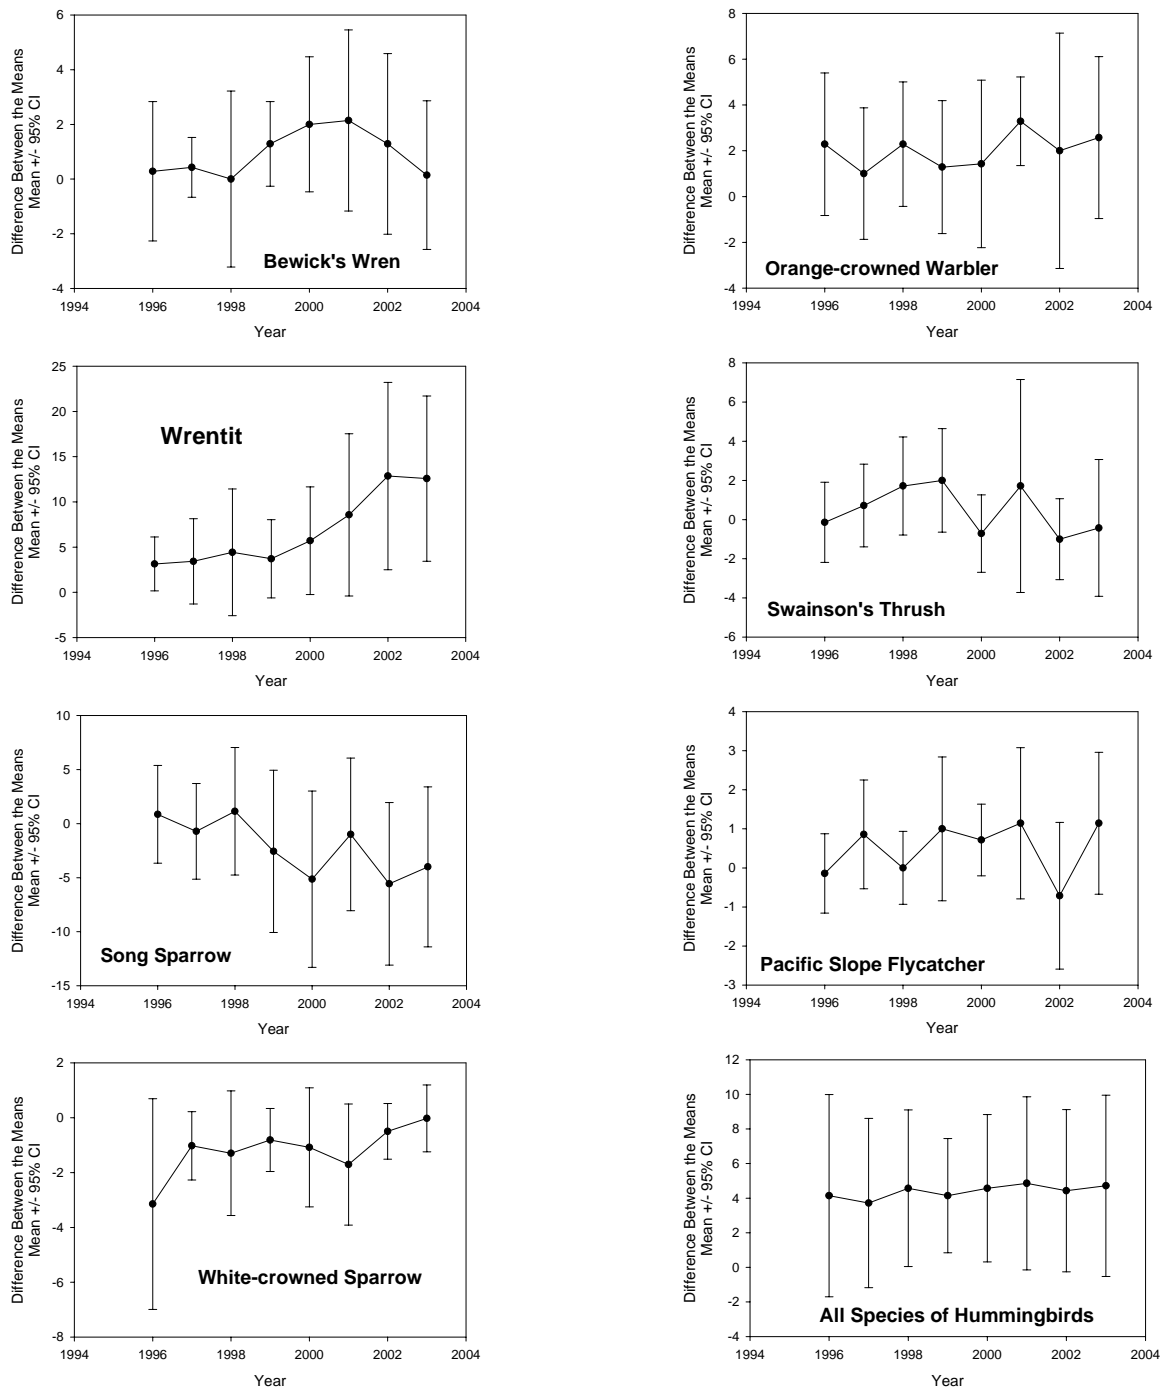 6
4
2
0
-2
-4
Difference Between the Means
Mean +/- 95% CI
Bewick's Wren
1994 1996 1998 2000 2002 2004
Year
8
6
4
2
0
-2
-4
Difference Between the Means
Mean +/- 95% CI
Orange-crowned Warbler
1994 1996 1998 2000 2002 2004
Year
25
20
15
10
5
0
-5
Difference Between the Means
Mean +/- 95% CI
Wrentit
1994 1996 1998 2000 2002 2004
Year
8
6
4
2
0
-2
-4
-6
Difference Between the Means
Mean +/- 95% CI
Swainson's Thrush
1994 1996 1998 2000 2002 2004
Year
10
5
0
-5
-10
-15
Difference Between the Means
Mean +/- 95% CI
Song Sparrow
1994 1996 1998 2000 2002 2004
Year
4
3
2
1
0
-1
-2
-3
Difference Between the Means
Mean +/- 95% CI
Pacific Slope Flycatcher
1994 1996 1998 2000 2002 2004
Year
2
0
-2
-4
-6
-8
Difference Between the Means
Mean +/- 95% CI
White-crowned Sparrow
1994 1996 1998 2000 2002 2004
Year
12
10
8
6
4
2
0
-2
-4
Difference Between the Means
Mean +/- 95% CI
All Species of Hummingbirds
1994 1996 1998 2000 2002 2004
Year